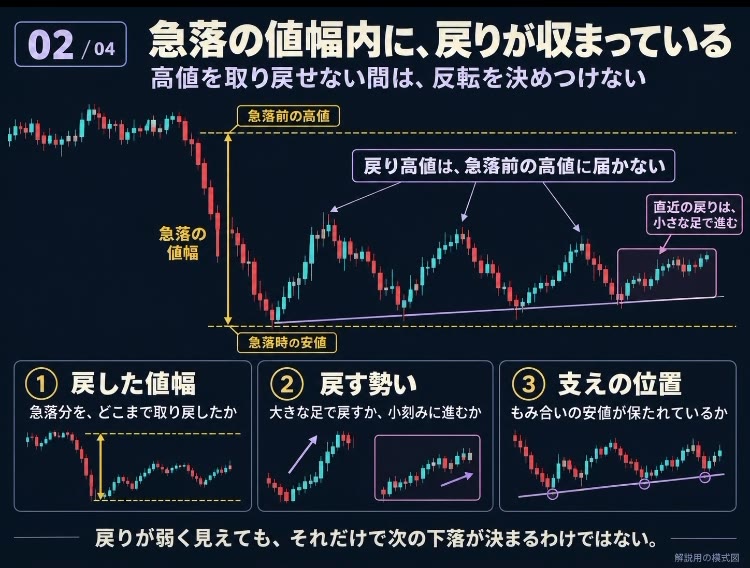 02 / 04
急落の値幅内に、戻りが収まっている
高値を取り戻せない間は、反転を決めつけない
急落前の高値
戻り高値は、急落前の高値に届かない
直近の戻りは、
小さな足で進む
急落の
値幅
急落時の安値
1 戻した値幅
急落分を、どこまで取り戻したか
2 戻す勢い
大きな足で戻すか、小刻みに進むか
3 支えの位置
もみ合いの安値が保たれているか
戻りが弱く見えても、それだけで次の下落が決まるわけではない。
解説用の模式図